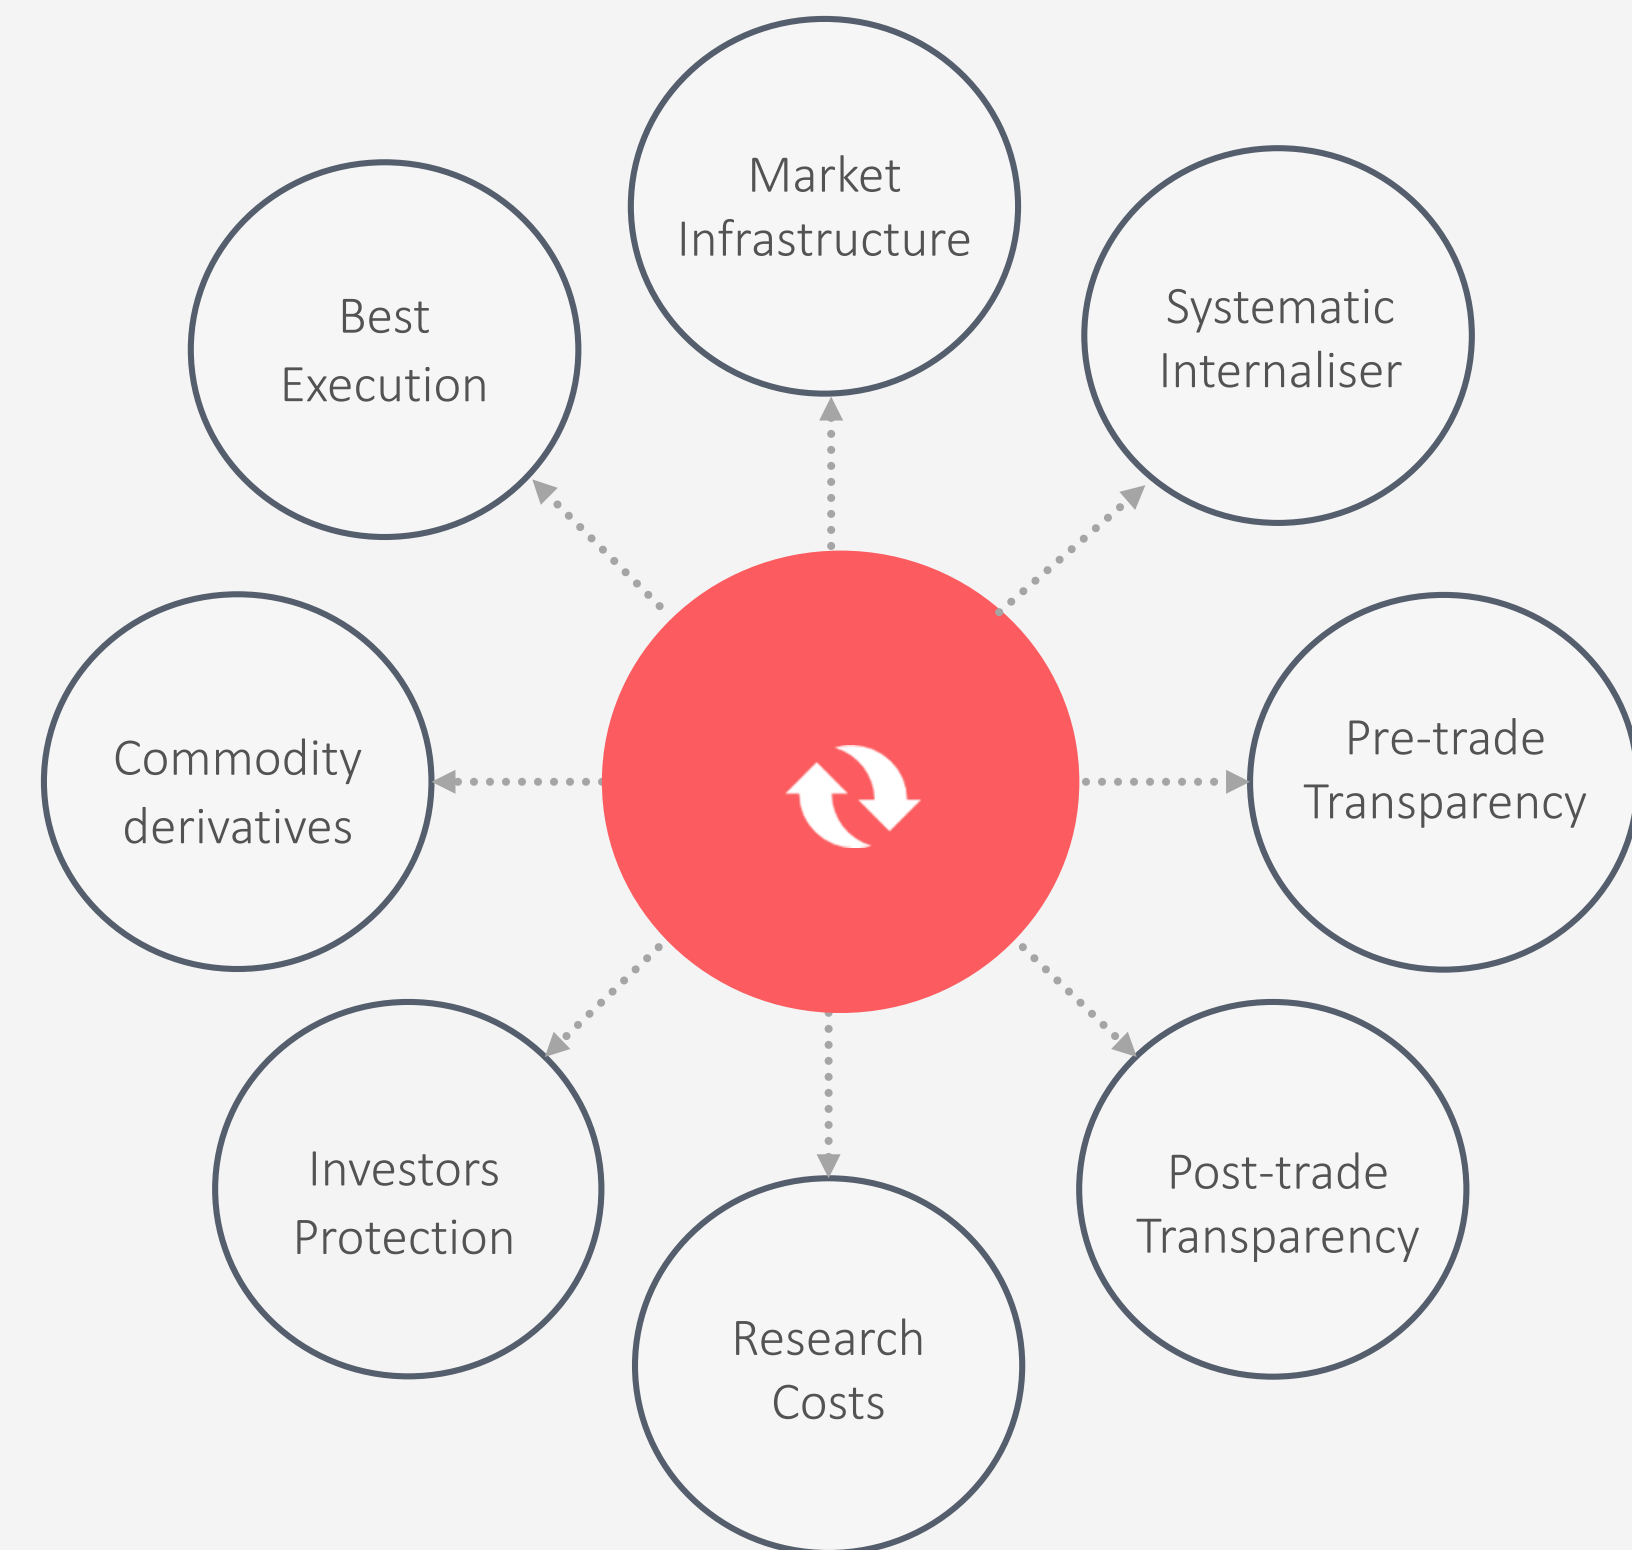 Market
Infrastructure
Systematic
Internaliser
Best
Execution
Pre-trade
Transparency
Commodity
derivatives
Post-trade
Transparency
Investors
Protection
Research
Costs